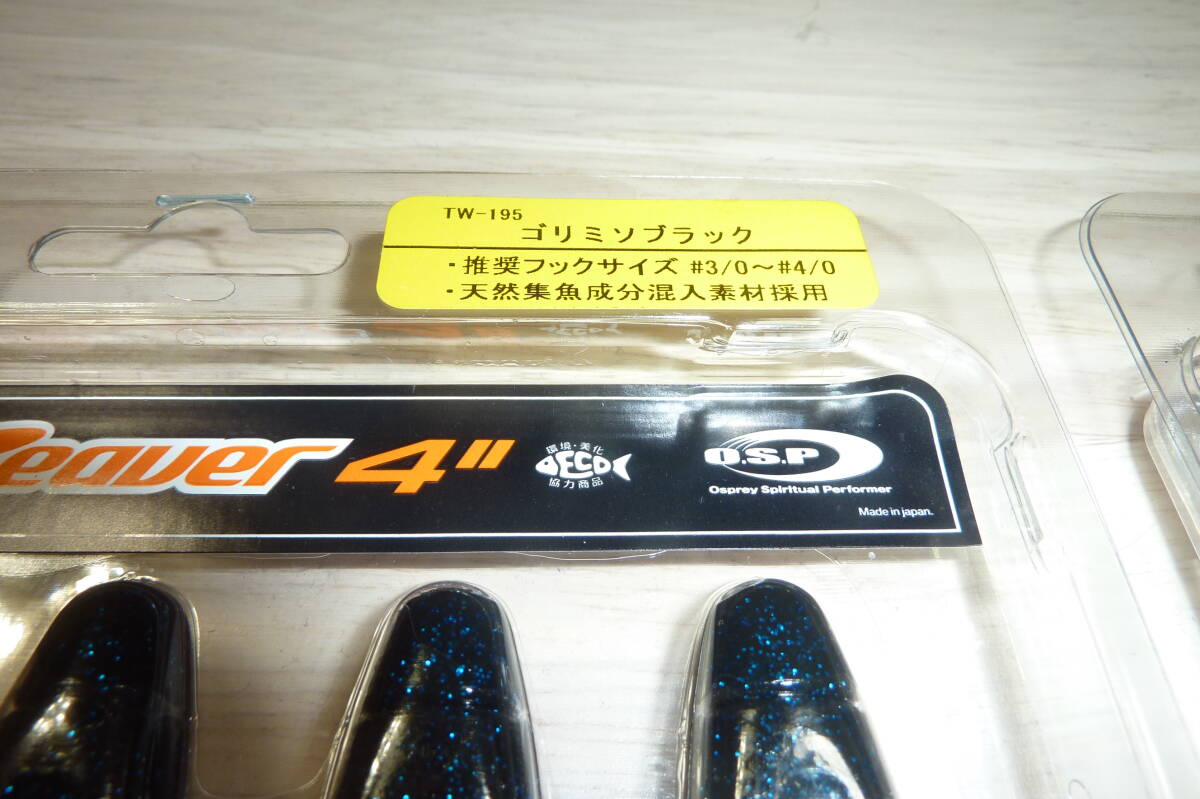 TW-195
ゴリミソブラック
・推奨フックサイズ #3/0～#4/0
・天然集魚成分混入素材採用
eaver 4"
環境・美化
ECO
協力商品
O.S.P
Osprey Spiritual Performer
Made in japan.